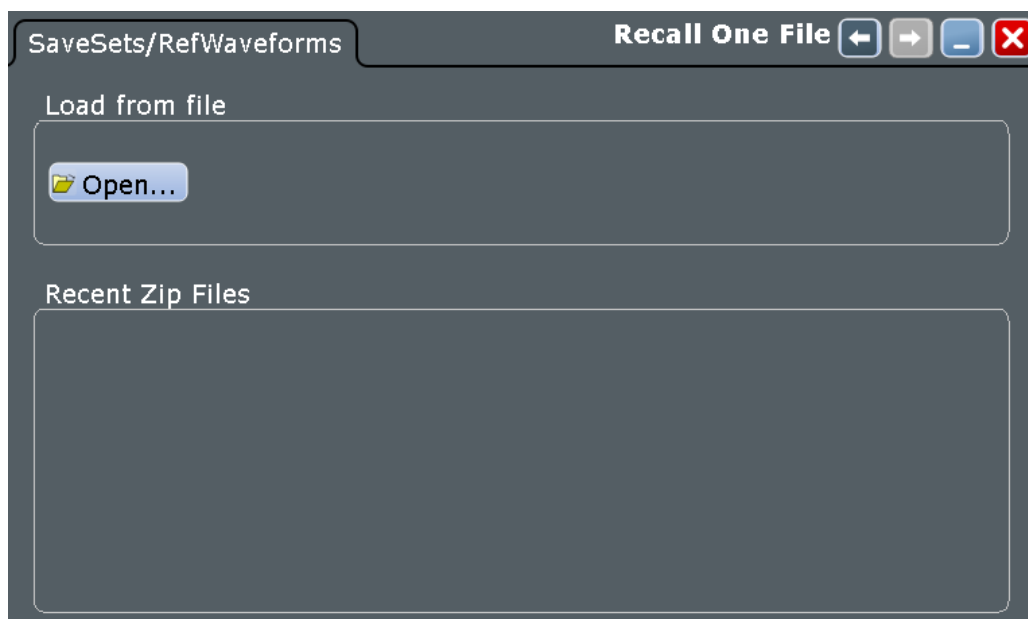 SaveSets/RefWaveforms
Recall One File
Load from file
Open...
Recent Zip Files